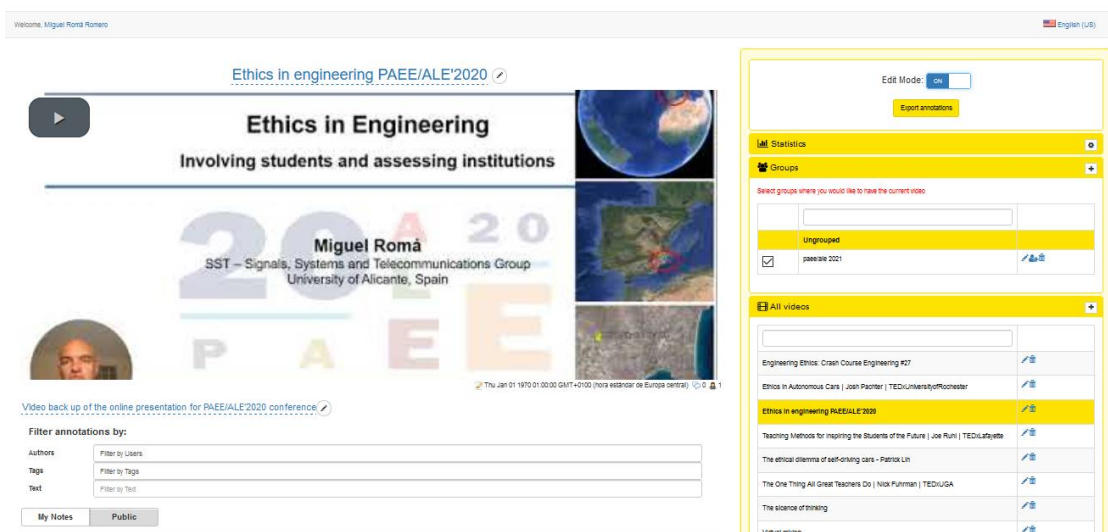 Welcome, Miguel Romá Romero
English (US)
Ethics in engineering PAEE/ALE'2020
Ethics in Engineering
Involving students and assessing institutions
20 A 20
Miguel Romá
SST – Signals, Systems and Telecommunications Group
University of Alicante, Spain
P A E E
Thu Jan 01 1970 01:00:00 GMT+0100 (hora estándar de Europa central) 0 1
Video back up of the online presentation for PAEE/ALE'2020 conference
Filter annotations by:
Authors Filter by Users
Tags Filter by Tags
Text Filter by Text
My Notes Public
Edit Mode: ON
Export annotations
Statistics
Groups
Select groups where you would like to have the current video
Ungrouped
paee/ale 2021
All videos
Engineering Ethics: Crash Course Engineering #27
Ethics in Autonomous Cars | Josh Pachter | TEDxUniversityofRochester
Ethics in engineering PAEE/ALE'2020
Teaching Methods for Inspiring the Students of the Future | Joe Ruhl | TEDxLafayette
The ethical dilemma of self-driving cars - Patrick Lin
The One Thing All Great Teachers Do | Nick Fuhrman | TEDxUGA
The sicence of thinking